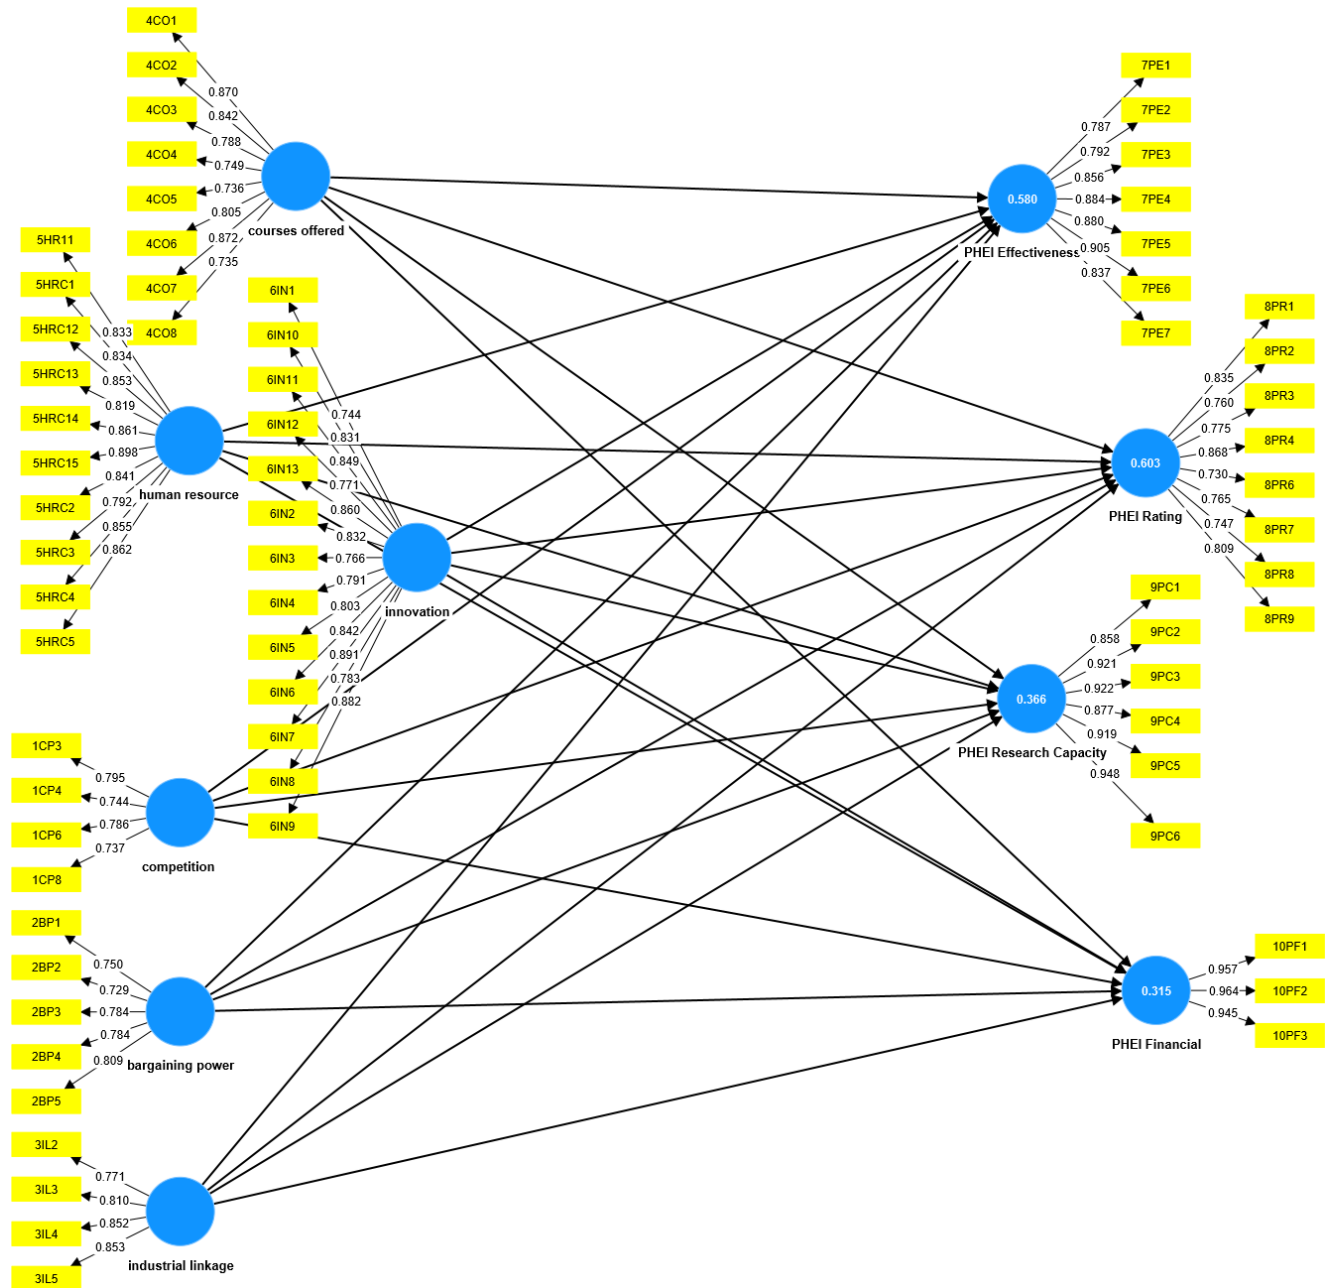 4CO1
4CO2
4CO3
4CO4
4CO5
4CO6
4CO7
4CO8
0.870
0.842
0.788
0.749
0.736
0.805
0.872
0.735
courses offered
5HR11
5HRC1
5HRC12
5HRC13
5HRC14
5HRC15
5HRC2
5HRC3
5HRC4
5HRC5
0.833
0.834
0.853
0.819
0.861
0.898
0.841
0.792
0.855
0.862
human resource
6IN1
6IN10
6IN11
6IN12
6IN13
6IN2
6IN3
6IN4
6IN5
6IN6
6IN7
6IN8
6IN9
0.744
0.831
0.849
0.771
0.860
0.832
0.766
0.791
0.803
0.842
0.891
0.783
0.882
innovation
1CP3
1CP4
1CP6
1CP8
0.795
0.744
0.786
0.737
competition
2BP1
2BP2
2BP3
2BP4
2BP5
0.750
0.729
0.784
0.784
0.809
bargaining power
3IL2
3IL3
3IL4
3IL5
0.771
0.810
0.852
0.853
industrial linkage
7PE1
7PE2
7PE3
7PE4
7PE5
7PE6
7PE7
0.787
0.792
0.856
0.884
0.880
0.905
0.837
0.580
PHEI Effectiveness
8PR1
8PR2
8PR3
8PR4
8PR6
8PR7
8PR8
8PR9
0.835
0.760
0.775
0.868
0.730
0.765
0.747
0.809
0.603
PHEI Rating
9PC1
9PC2
9PC3
9PC4
9PC5
9PC6
0.858
0.921
0.922
0.877
0.919
0.948
0.366
PHEI Research Capacity
10PF1
10PF2
10PF3
0.957
0.964
0.945
0.315
PHEI Financial